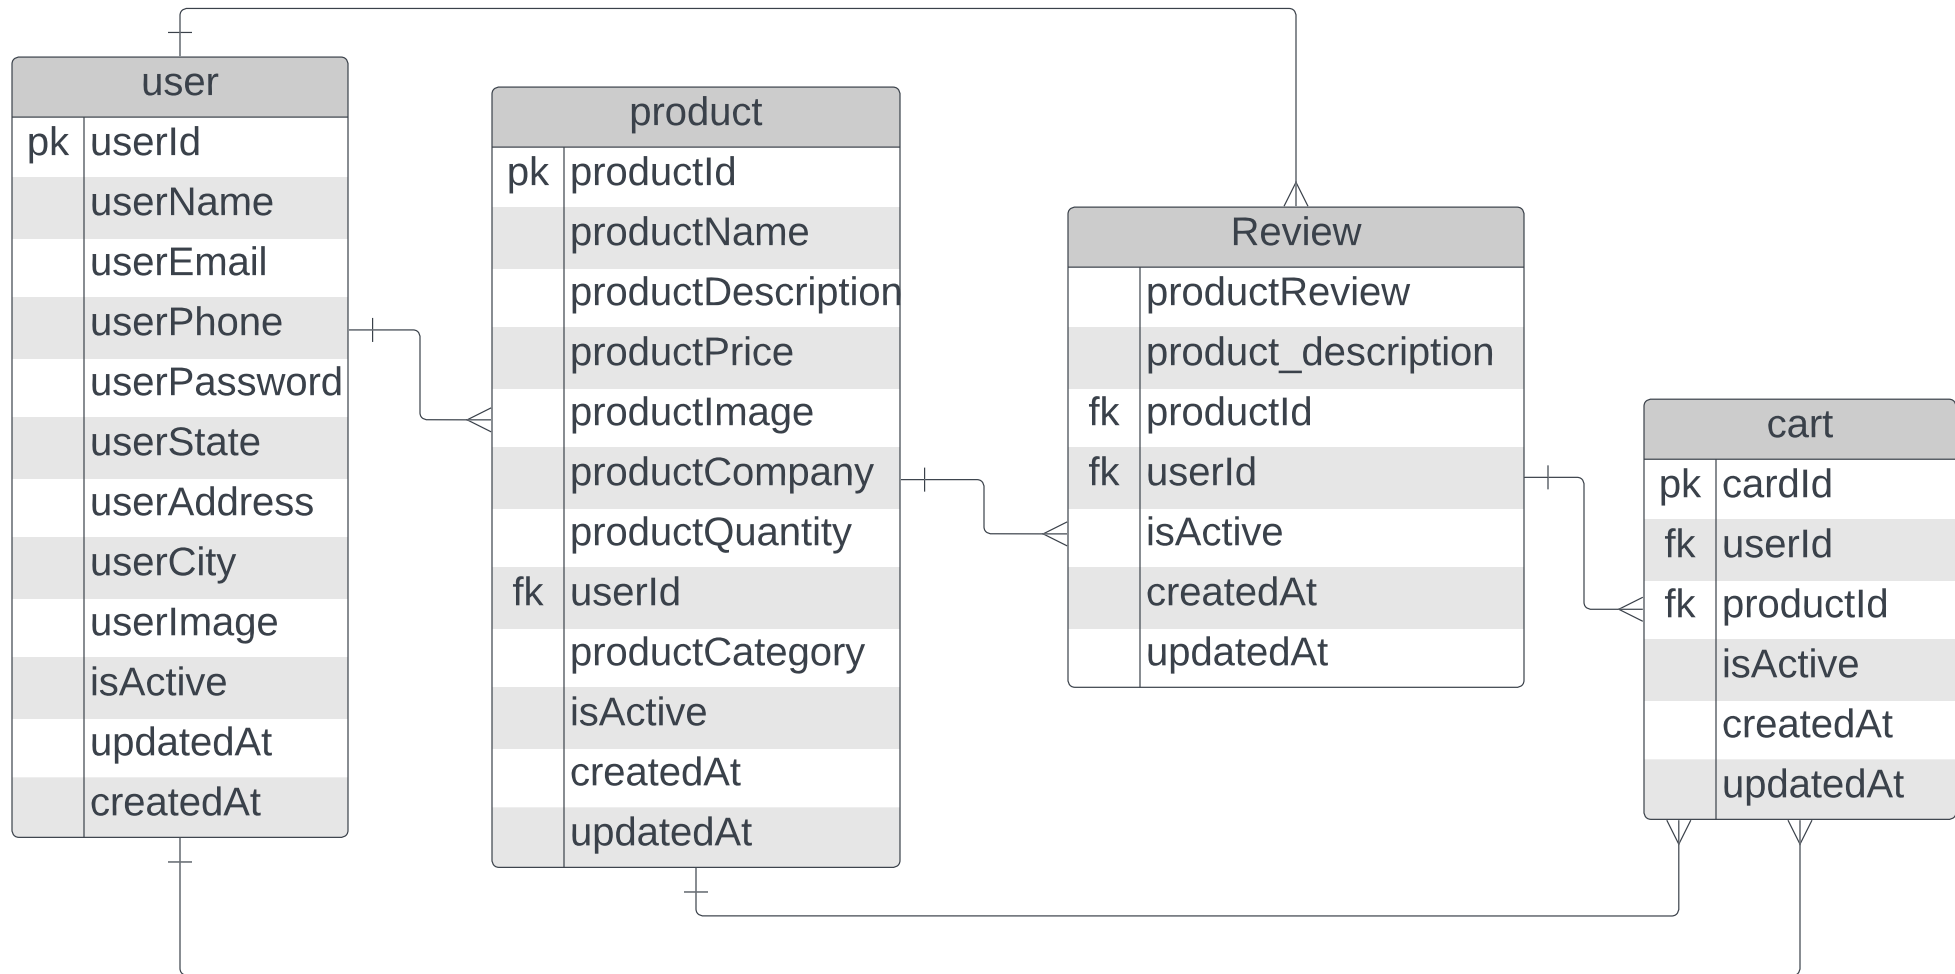 user
pk userId
userName
userEmail
userPhone
userPassword
userState
userAddress
userCity
userImage
isActive
updatedAt
createdAt
product
pk productId
productName
productDescription
productPrice
productImage
productCompany
productQuantity
fk userId
productCategory
isActive
createdAt
updatedAt
Review
productReview
product_description
fk productId
fk userId
isActive
createdAt
updatedAt
cart
pk cardId
fk userId
fk productId
isActive
createdAt
updatedAt